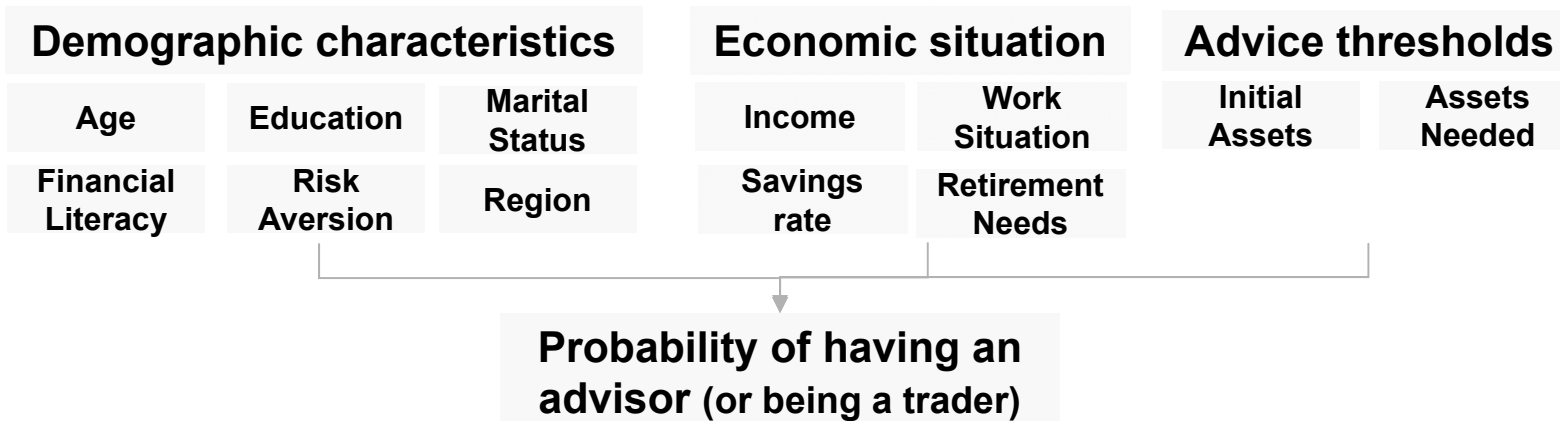 Demographic characteristics
Age
Education
Marital
Status
Financial
Literacy
Risk
Aversion
Region
Economic situation
Income
Work
Situation
Savings
rate
Retirement
Needs
Advice thresholds
Initial
Assets
Assets
Needed
Probability of having an
advisor (or being a trader)